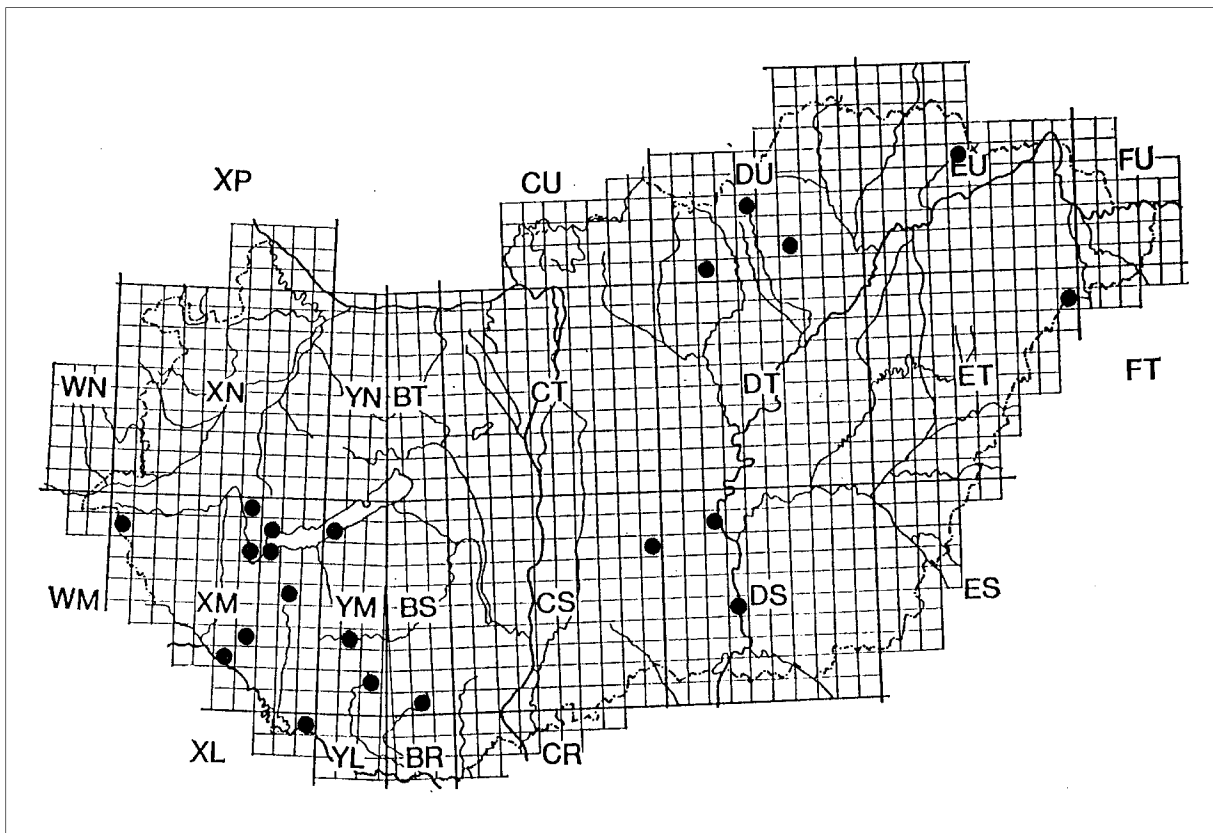 XP CU DU EU FU
WN XN YN BT CT DT ET FT
WM XM YM BS CS DS ES
XL YL BR CR